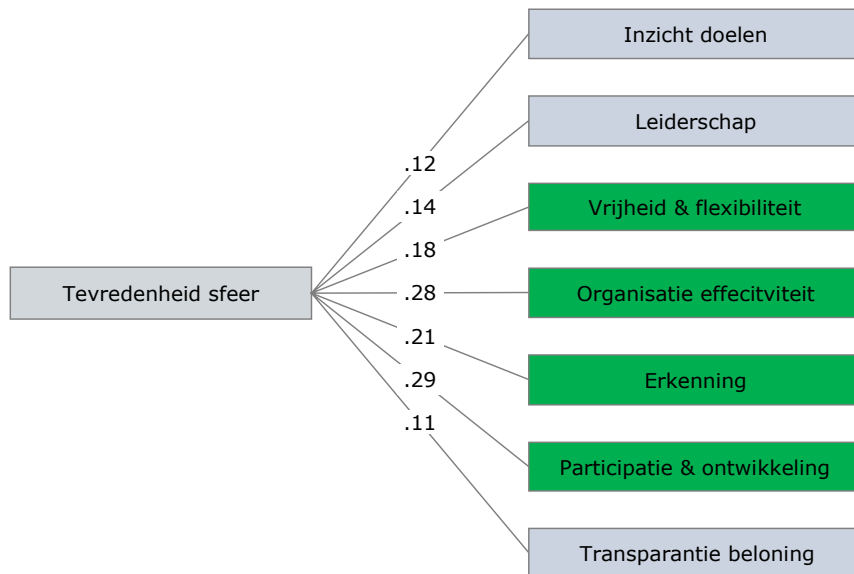 Inzicht doelen
Leiderschap
.12
.14
Vrijheid & flexibiliteit
.18
Tevredenheid sfeer
.28
Organisatie effecitviteit
.21
Erkenning
.29
.11
Participatie & ontwikkeling
Transparantie beloning